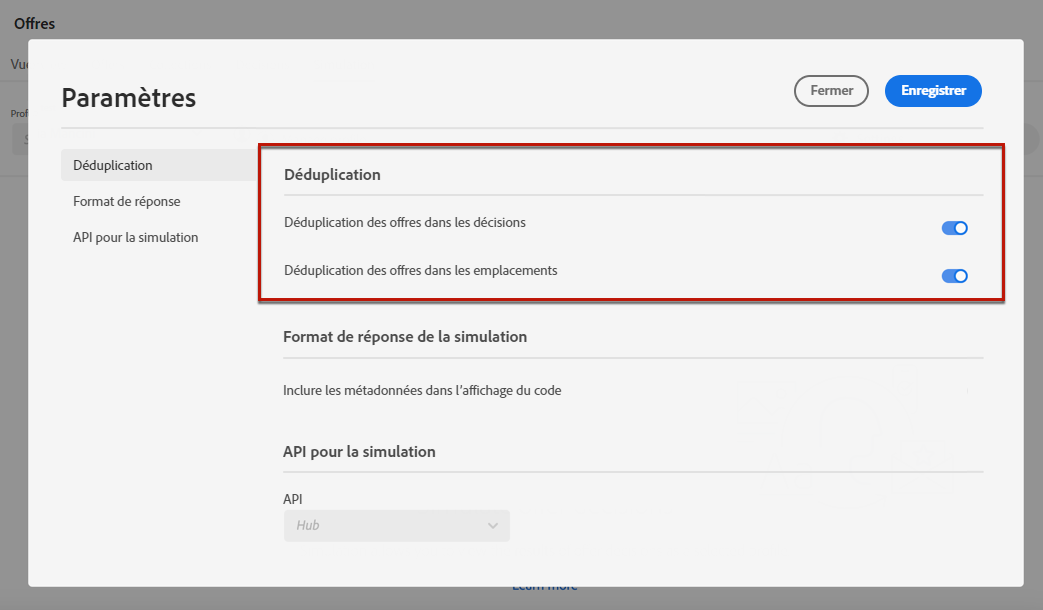 Offres
Vue
Prof
S
Paramètres
Fermer
Enregistrer
Déduplication
Format de réponse
API pour la simulation
Déduplication
Déduplication des offres dans les décisions
Déduplication des offres dans les emplacements
Format de réponse de la simulation
Inclure les métadonnées dans l'affichage du code
API pour la simulation
API
Hub
Learn more